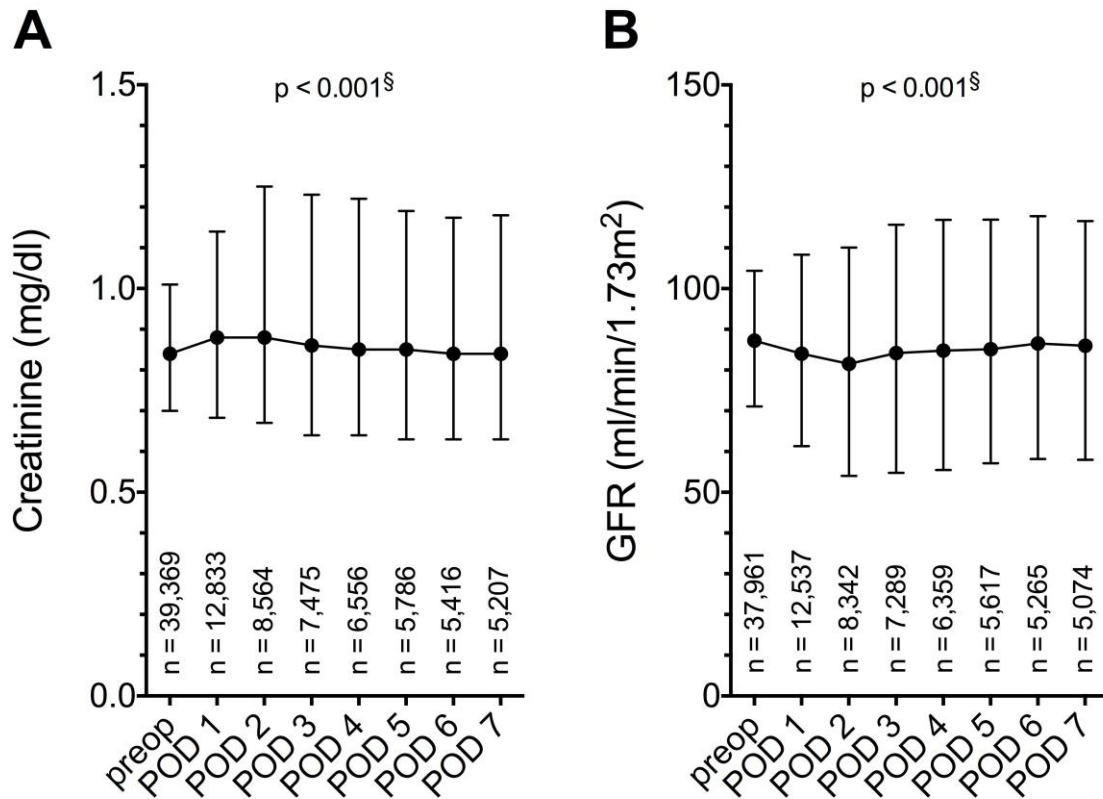 A
p < 0.001§
Creatinine (mg/dl)
1.5
1.0
0.5
0.0
n = 39,369
n = 12,833
n = 8,564
n = 7,475
n = 6,556
n = 5,786
n = 5,416
n = 5,207
preop
POD 1
POD 2
POD 3
POD 4
POD 5
POD 6
POD 7
B
p < 0.001§
GFR (ml/min/1.73m²)
150
100
50
0
n = 37,961
n = 12,537
n = 8,342
n = 7,289
n = 6,359
n = 5,617
n = 5,265
n = 5,074
preop
POD 1
POD 2
POD 3
POD 4
POD 5
POD 6
POD 7